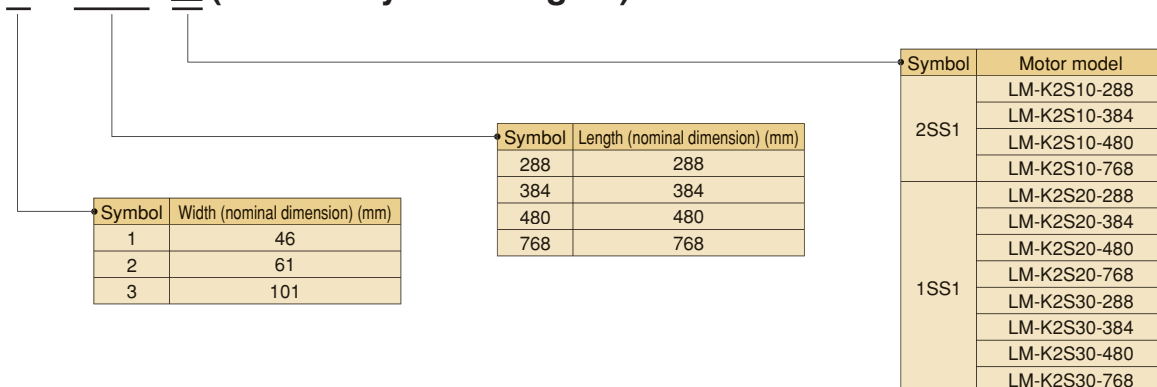 Symbol Motor model
2SS1
LM-K2S10-288
LM-K2S10-384
LM-K2S10-480
LM-K2S10-768
1SS1
LM-K2S20-288
LM-K2S20-384
LM-K2S20-480
LM-K2S20-768
LM-K2S30-288
LM-K2S30-384
LM-K2S30-480
LM-K2S30-768
Symbol Length (nominal dimension) (mm)
288 288
384 384
480 480
768 768
Symbol Width (nominal dimension) (mm)
1 46
2 61
3 101